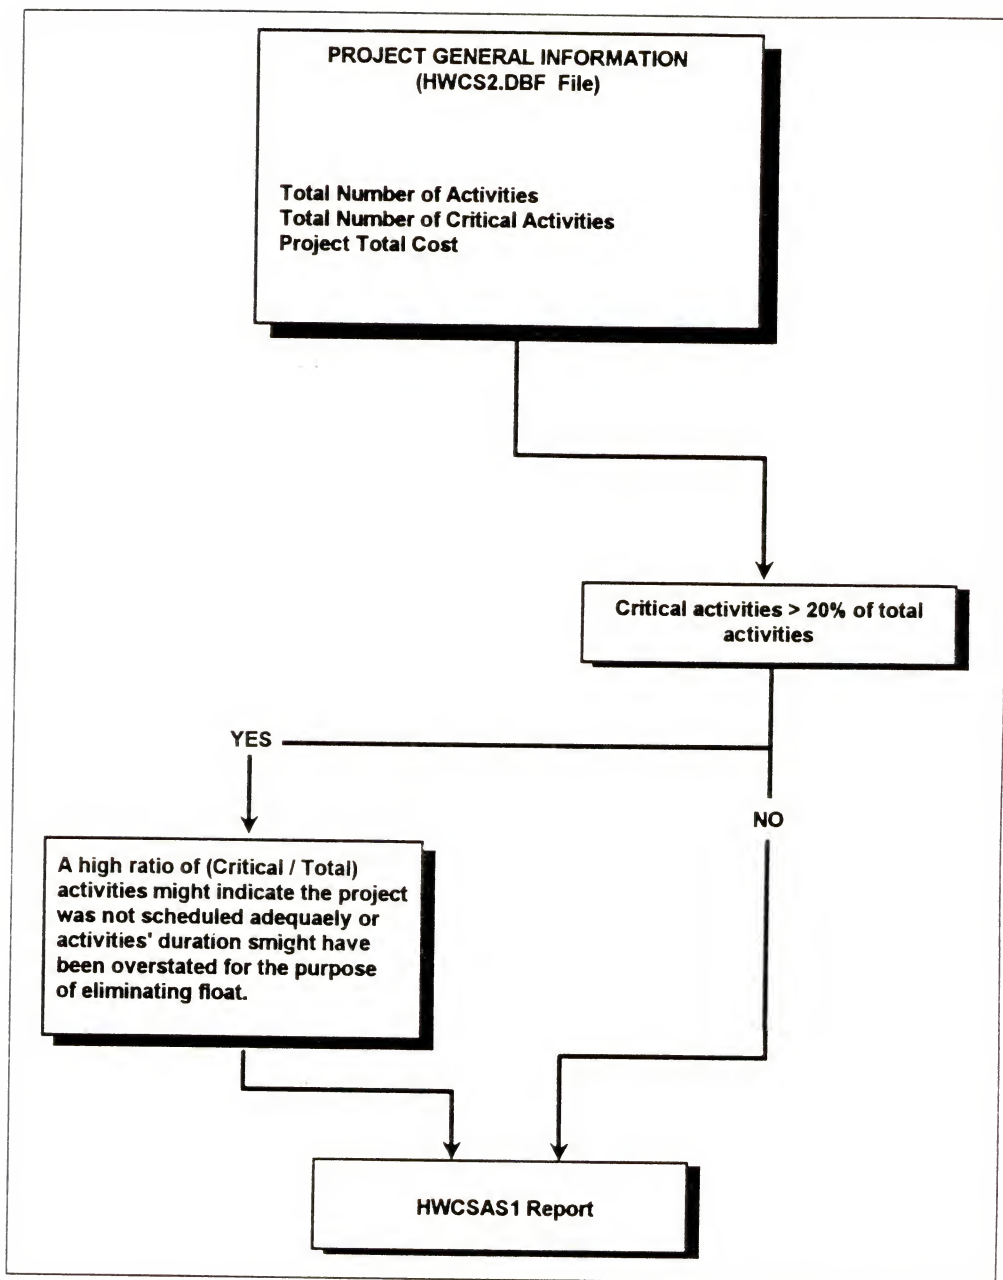 PROJECT GENERAL INFORMATION
(HWCS2.DBF File)
Total Number of Activities
Total Number of Critical Activities
Project Total Cost
Critical activities > 20% of total
activities
YES
NO
A high ratio of (Critical / Total)
activities might indicate the project
was not scheduled adequaely or
activities' duration smight have
been overstated for the purpose
of eliminating float.
HWCSAS1 Report